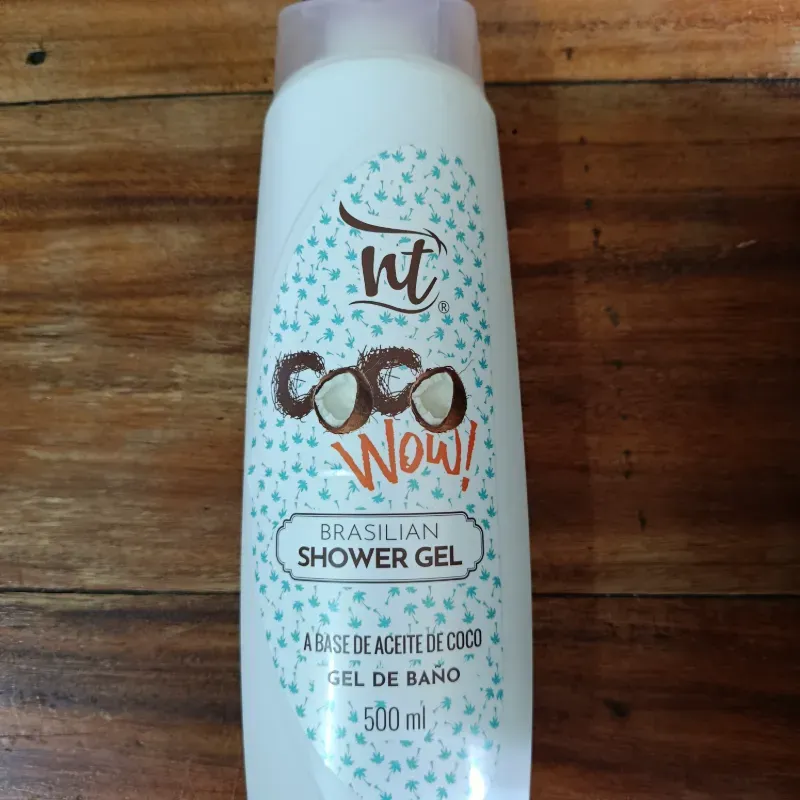 nt
®
COCO
Wow!
BRASILIAN
SHOWER GEL
A BASE DE ACEITE DE COCO
GEL DE BAÑO
500 ml